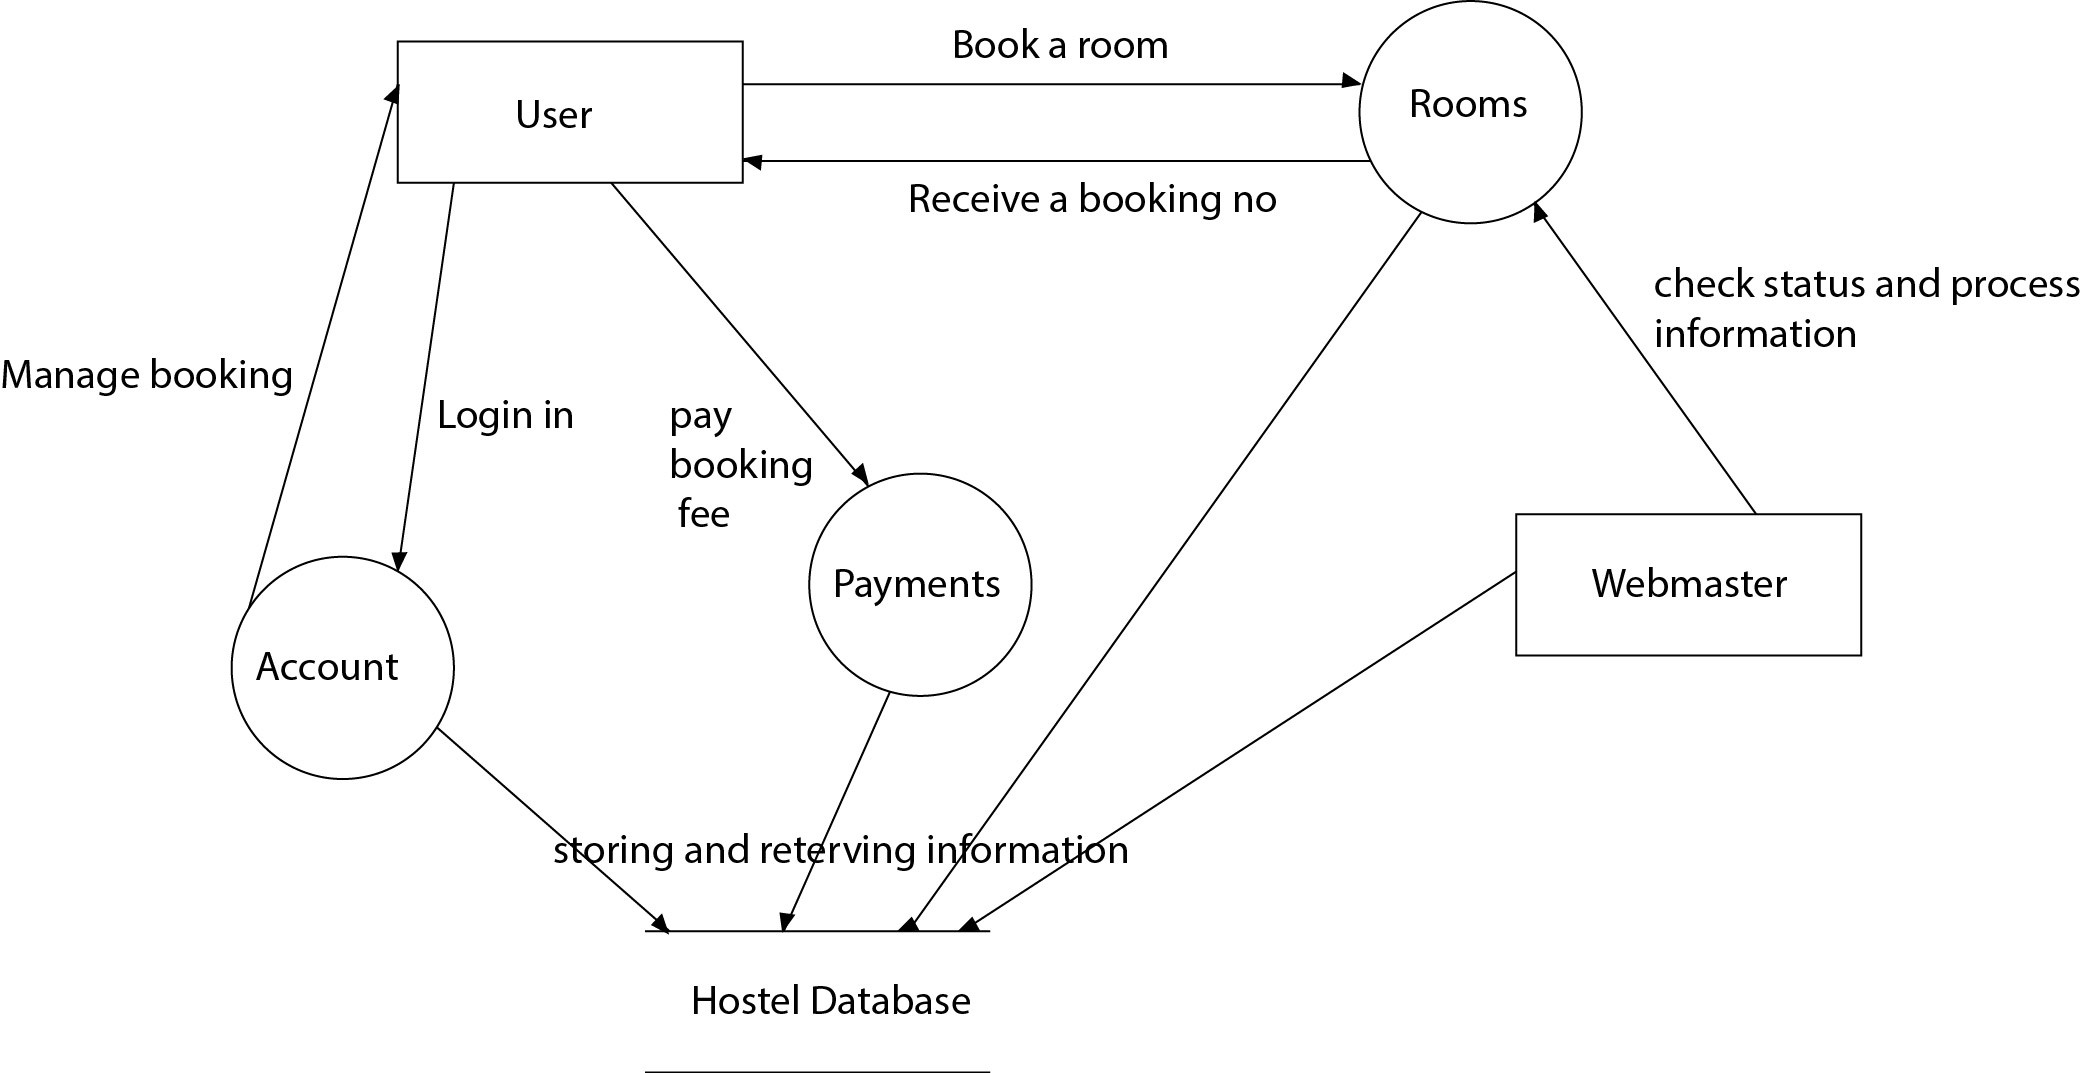 Book a room
User
Rooms
Receive a booking no
check status and process
information
Manage booking
Login in
pay
booking
fee
Payments
Webmaster
Account
storing and reterving information
Hostel Database